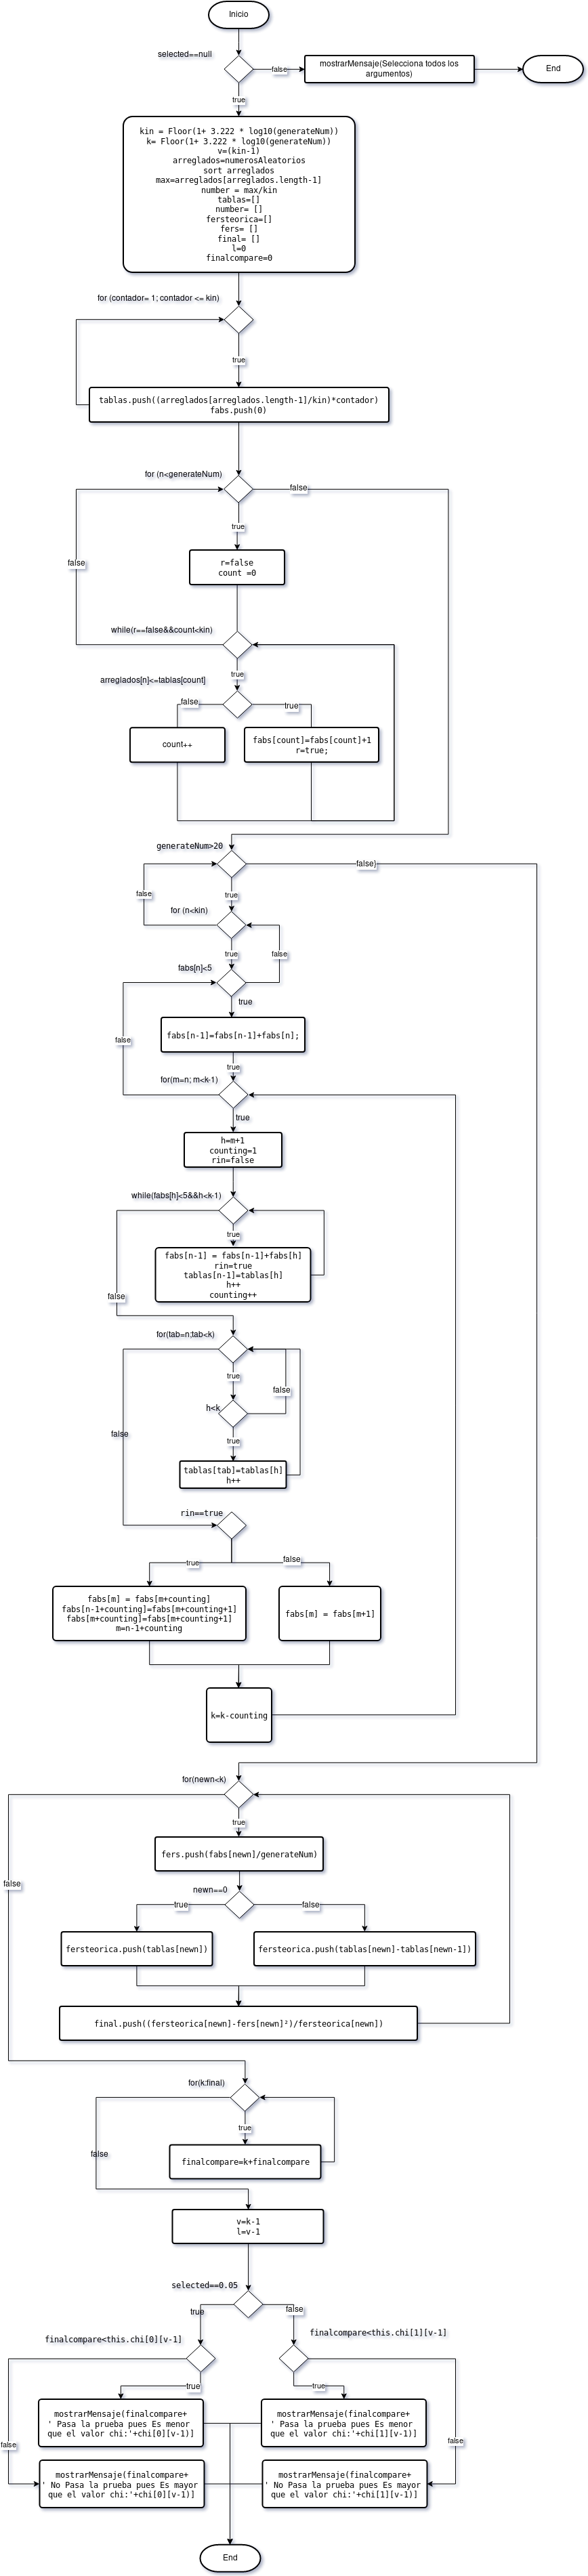 Inicio
selected==null
false
mostrarMensaje(Selecciona todos los
argumentos)
End
true
kin = Floor(1+ 3.222 * log10(generateNum))
k= Floor(1+ 3.222 * log10(generateNum))
v=(kin-1)
arreglados=numerosAleatorios
sort arreglados
max=arreglados[arreglados.length-1]
number = max/kin
tablas=[]
number= []
fersteorica=[]
fers= []
final= []
l=0
finalcompare=0
for (contador= 1; contador <= kin)
true
tablas.push((arreglados[arreglados.length-1]/kin)*contador)
fabs.push(0)
for (n<generateNum)
false
true
r=false
count =0
false
while(r==false&&count<kin)
true
arreglados[n]<=tablas[count]
false
true
count++
fabs[count]=fabs[count]+1
r=true;
generateNum>20
false}
true
false
for (n<kin)
true
false
fabs[n]<5
true
fabs[n-1]=fabs[n-1]+fabs[n];
false
true
for(m=n; m<k-1)
true
h=m+1
counting=1
rin=false
while(fabs[h]<5&&h<k-1)
true
fabs[n-1] = fabs[n-1]+fabs[h]
rin=true
tablas[n-1]=tablas[h]
h++
counting++
false
for(tab=n;tab<k)
true
false
h<k
false
true
tablas[tab]=tablas[h]
h++
rin==true
true
false
fabs[m] = fabs[m+counting]
fabs[n-1+counting]=fabs[m+counting+1]
fabs[m+counting]=fabs[m+counting+1]
m=n-1+counting
fabs[m] = fabs[m+1]
k=k-counting
for(newn<k)
true
fers.push(fabs[newn]/generateNum)
false
newn==0
true
false
fersteorica.push(tablas[newn])
fersteorica.push(tablas[newn]-tablas[newn-1])
final.push((fersteorica[newn]-fers[newn]²)/fersteorica[newn])
for(k:final)
true
false
finalcompare=k+finalcompare
v=k-1
l=v-1
selected==0.05
true
false
finalcompare<this.chi[0][v-1]
finalcompare<this.chi[1][v-1]
true
true
mostrarMensaje(finalcompare+
' Pasa la prueba pues Es menor
que el valor chi:'+chi[0][v-1)]
mostrarMensaje(finalcompare+
' Pasa la prueba pues Es menor
que el valor chi:'+chi[1][v-1)]
false
false
mostrarMensaje(finalcompare+
' No Pasa la prueba pues Es mayor
que el valor chi:'+chi[0][v-1)]
mostrarMensaje(finalcompare+
' No Pasa la prueba pues Es mayor
que el valor chi:'+chi[1][v-1)]
End